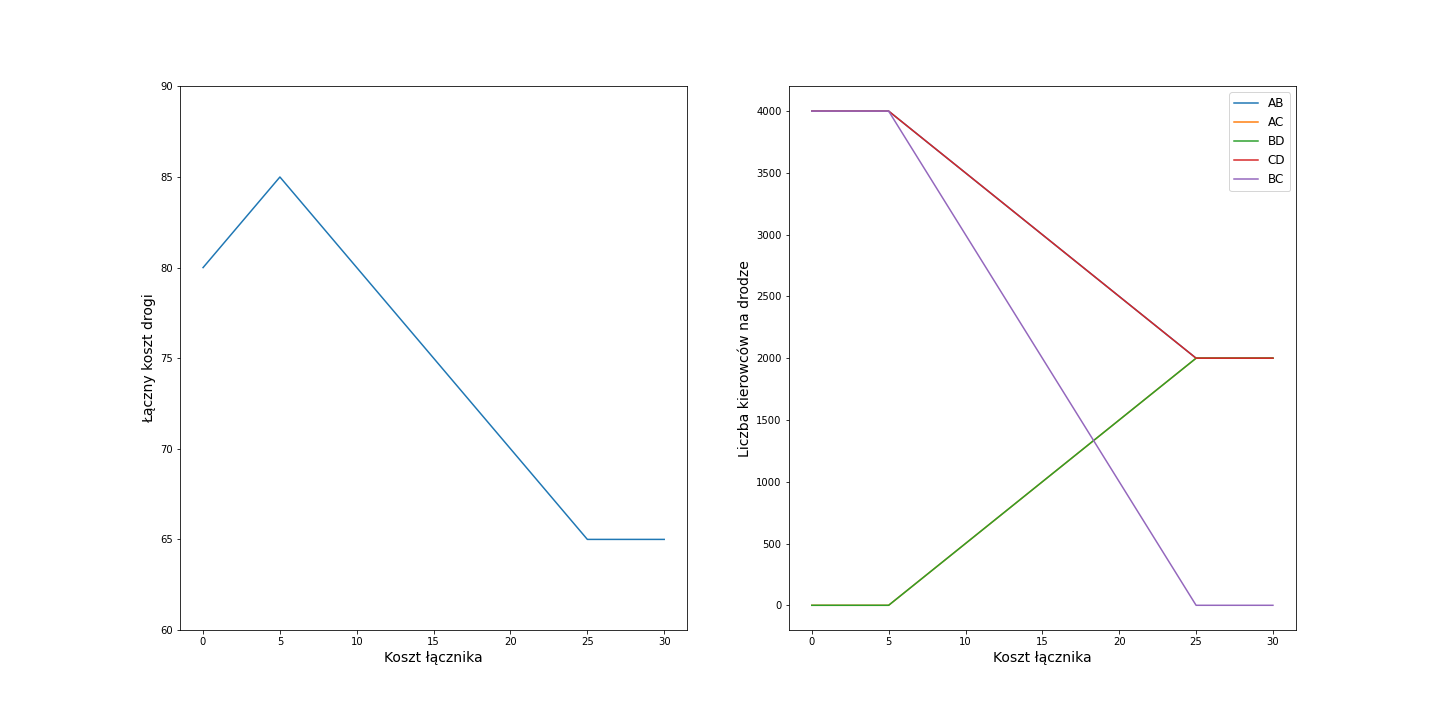 Łączny koszt drogi
90
85
80
75
70
65
60
0 5 10 15 20 25 30
Koszt łącznika
Liczba kierowców na drodze
4000
3500
3000
2500
2000
1500
1000
500
0
0 5 10 15 20 25 30
Koszt łącznika
AB
AC
BD
CD
BC